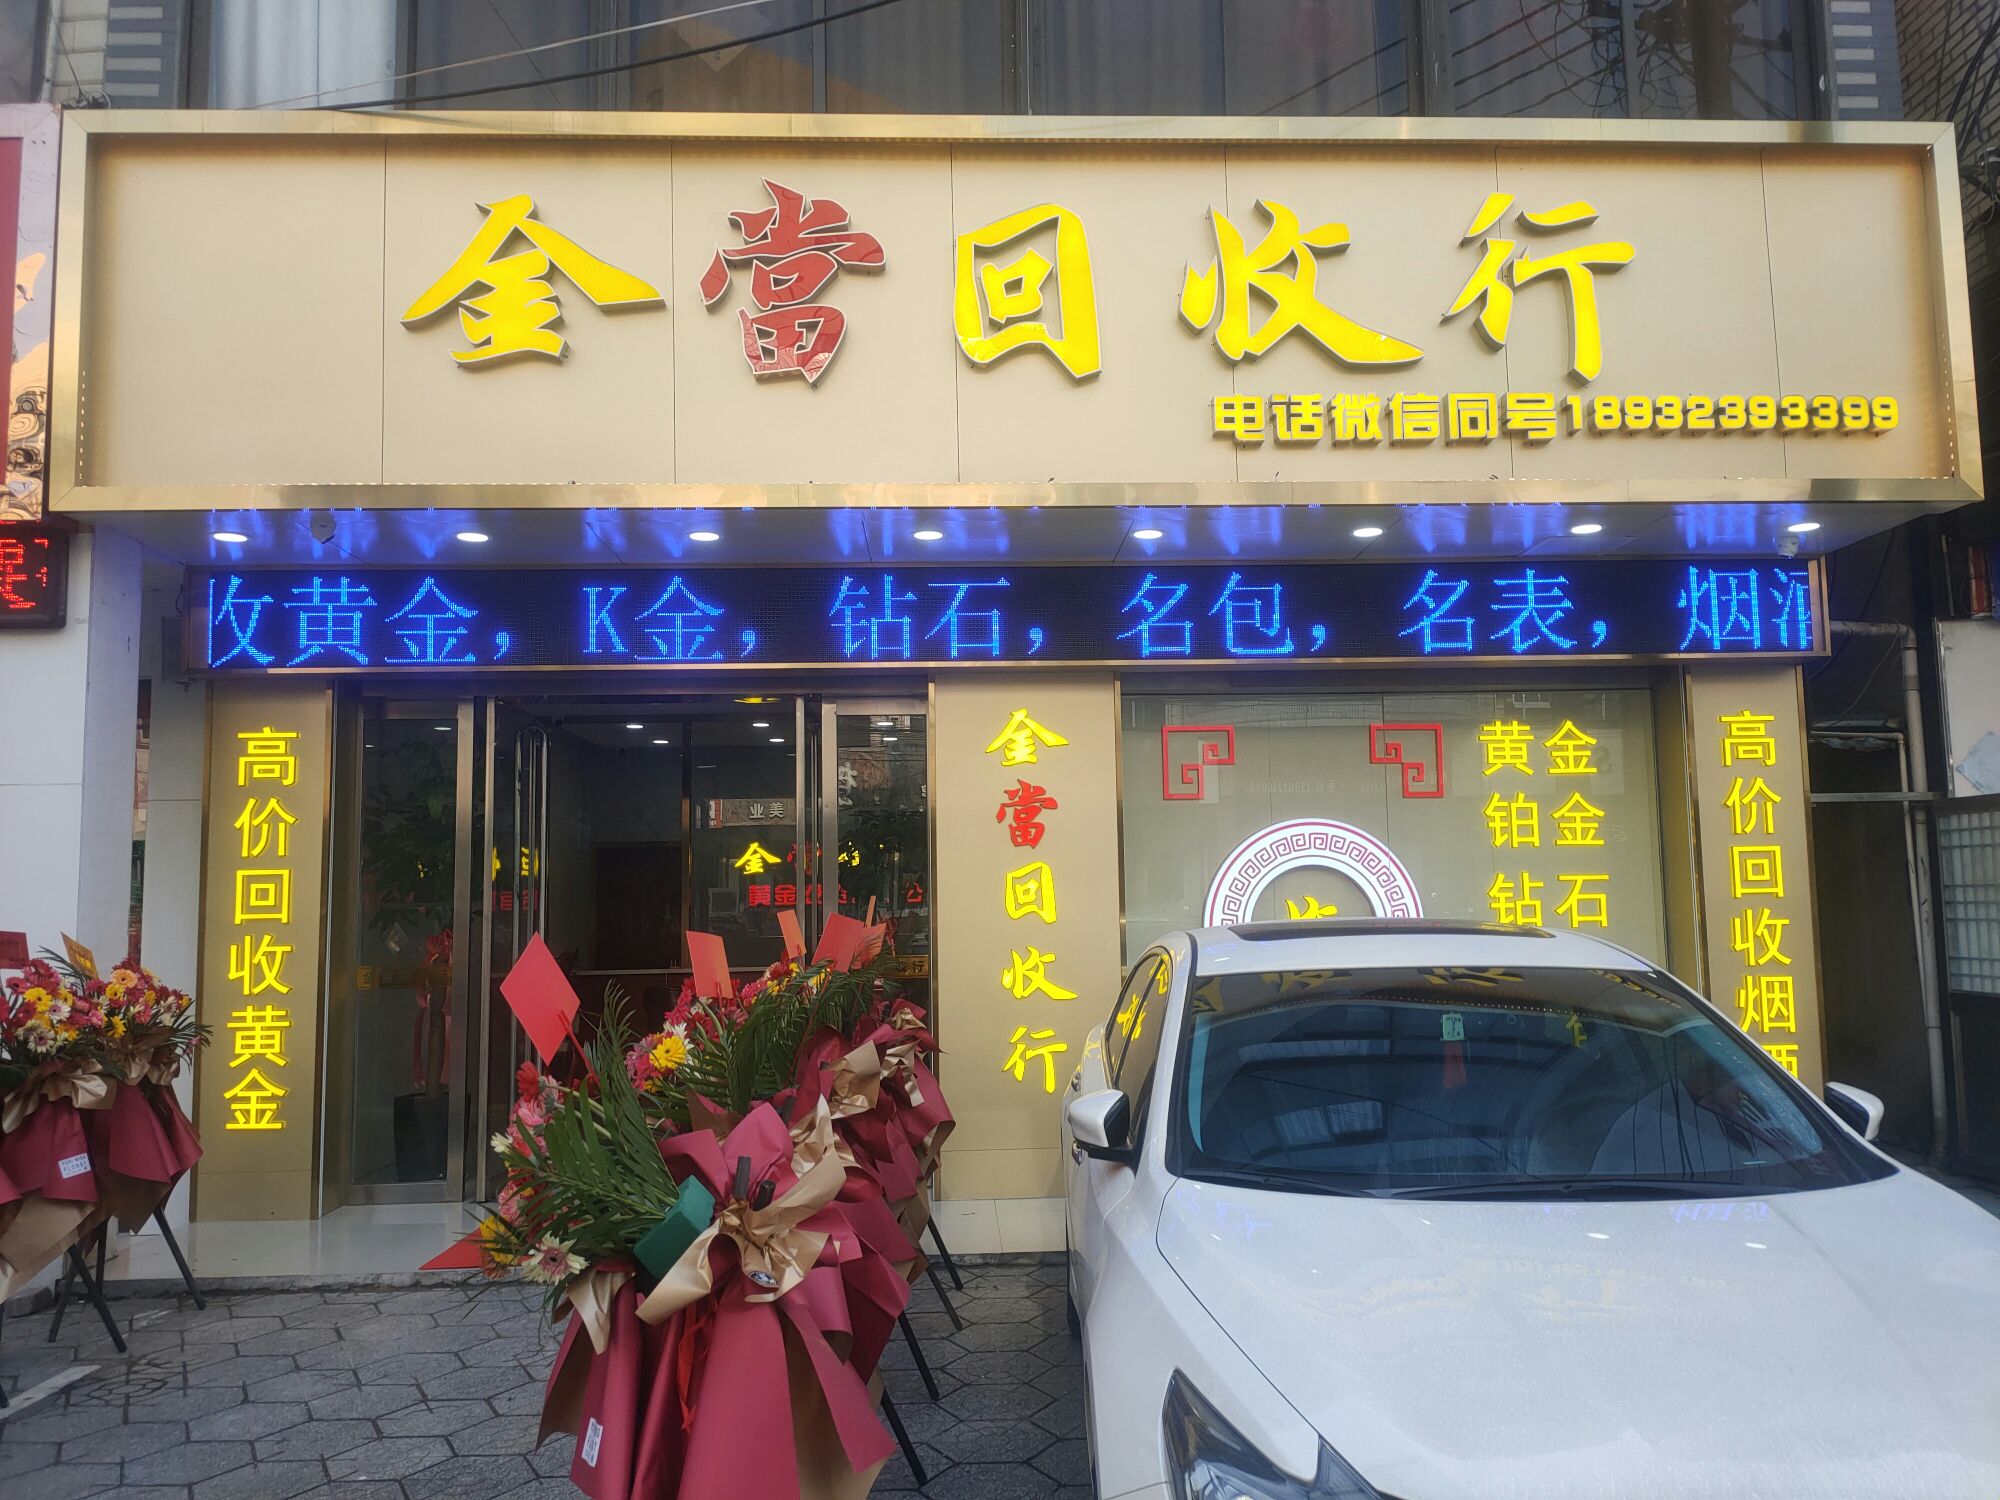 金當回收行
电话微信同号18932393399
收黄金，K金，钻石，名包，名表，烟酒
高价回收黄金
金當回收行
黄金
铂金
钻石
高价回收烟酒